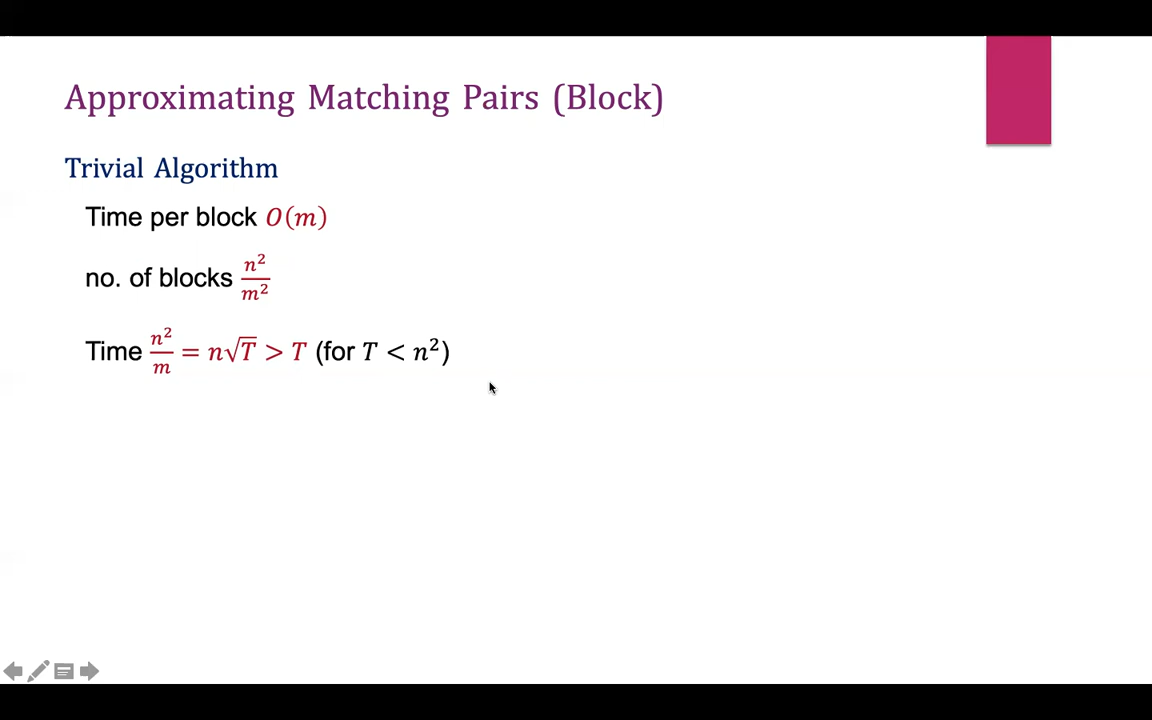 Approximating Matching Pairs (Block)
Trivial Algorithm
Time per block O(m)
no. of blocks n²/m²
Time n²/m = n√T > T (for T < n²)